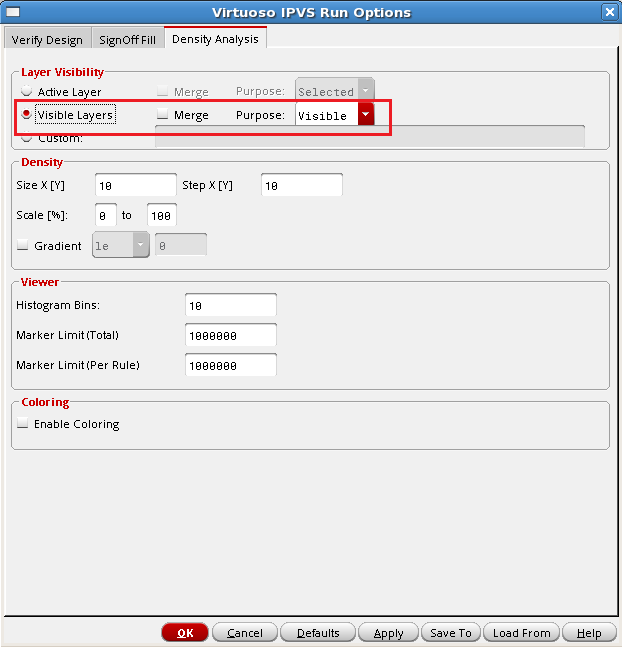 Virtuoso IPVS Run Options
Verify Design SignOff Fill Density Analysis
Layer Visibility
Active Layer Merge Purpose: Selected
Visible Layers Merge Purpose: Visible
Custom:
Density
Size X [Y] 10 Step X [Y] 10
Scale [%]: 0 to 100
Gradient le 0
Viewer
Histogram Bins: 10
Marker Limit (Total) 1000000
Marker Limit (Per Rule) 1000000
Coloring
Enable Coloring
OK Cancel Defaults Apply Save To Load From Help